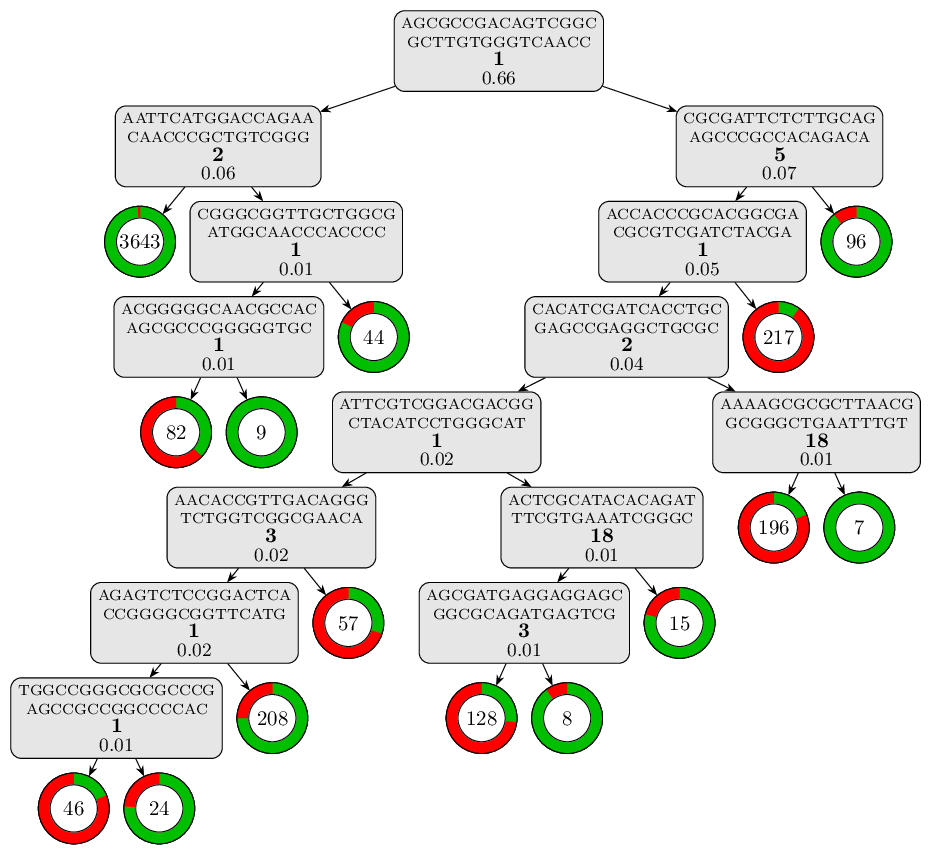 AGCGCCGACAGTCGGC
GCTTGTGGGTCAACC
1
0.66
AATTCATGGACCAGAA
CAACCCGCTGTCGGG
2
0.06
CGCGATTCTCTTGCAG
AGCCCGCCACAGACA
5
0.07
3643
CGGGCGGTTGCTGGCG
ATGGCAACCCACCCC
1
0.01
ACCACCCGCACGGCGA
CGCGTCGATCTACGA
1
0.05
96
ACGGGGGCAACGCCAC
AGCGCCCGGGGGTGC
1
0.01
44
CACATCGATCACCTGC
GAGCCGAGGCTGCGC
2
0.04
217
82
9
ATTCGTCGGACGACGG
CTACATCCTGGGCAT
1
0.02
AAAAGCGCGCTTAACG
GCGGGCTGAATTTGT
18
0.01
AACACCGTTGACAGGG
TCTGGTCGGCGAACA
3
0.02
ACTCGCATACACAGAT
TTCGTGAAATCGGGC
18
0.01
196
7
AGAGTCTCCGGACTCA
CCGGGGCGGTTCATG
1
0.02
57
AGCGATGAGGAGGAGC
GGCGCAGATGAGTCG
3
0.01
15
TGGCCGGGCGCGCCCG
AGCCGCCGGCCCCAC
1
0.01
208
128
8
46
24